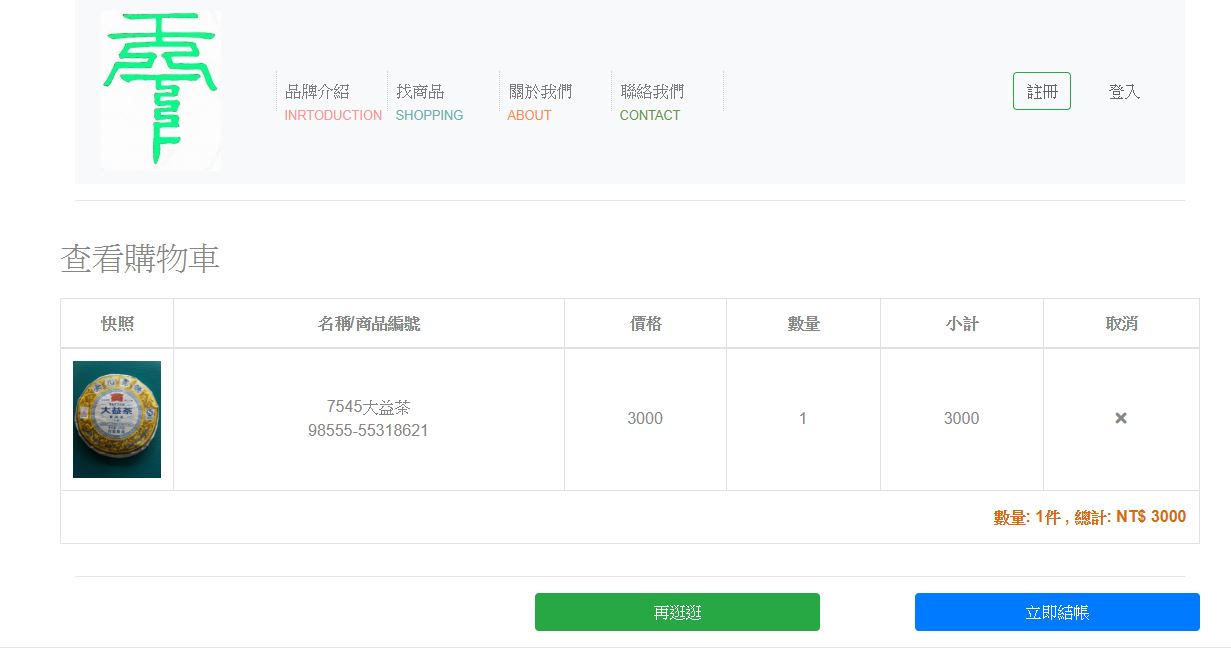 品牌介紹
INRTODUCTION
找商品
SHOPPING
關於我們
ABOUT
聯絡我們
CONTACT
註冊
登入
查看購物車
快照
名稱/商品編號
價格
數量
小計
取消
大益茶
7545大益茶
98555-55318621
3000
1
3000
數量: 1件 , 總計: NT$ 3000
再逛逛
立即結帳